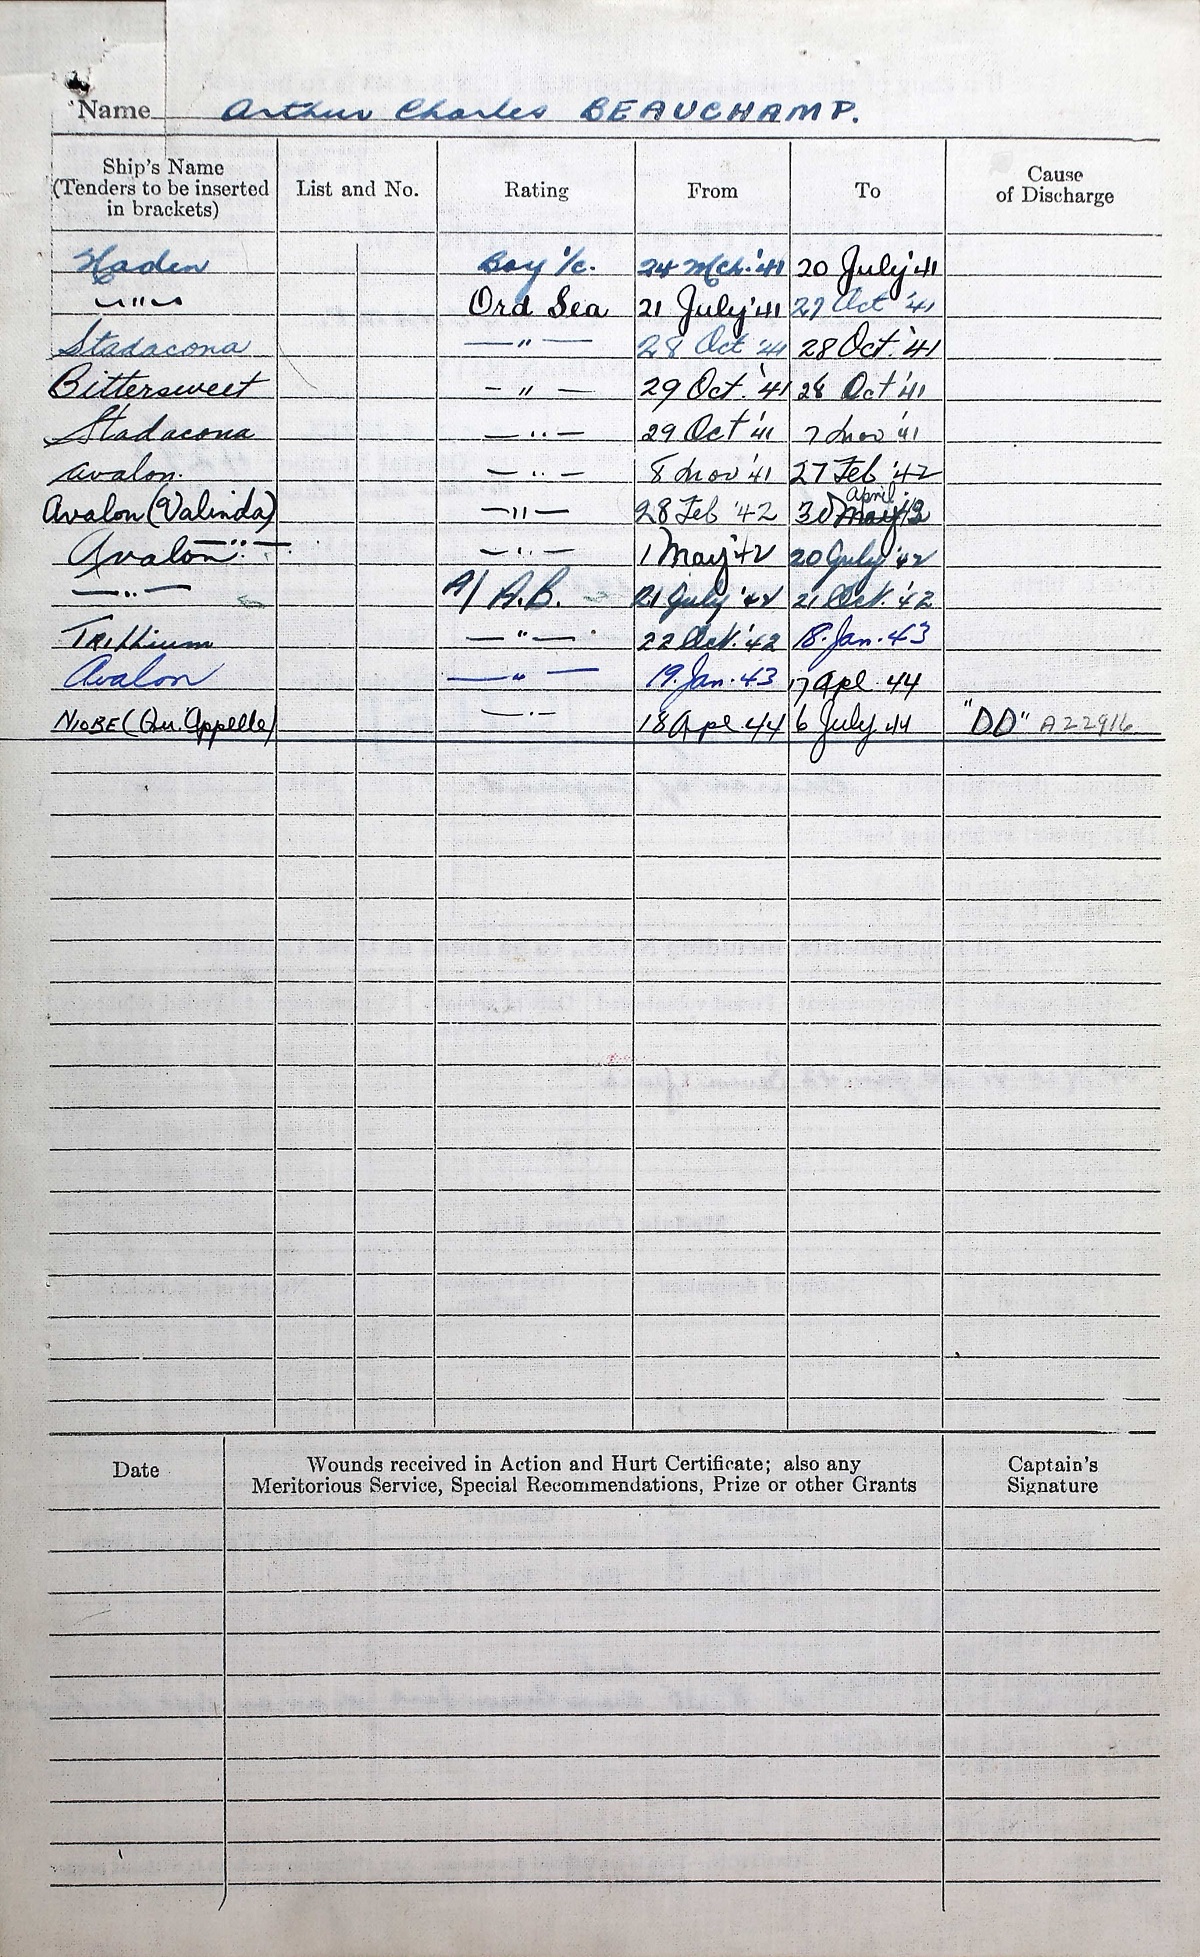 Name Arthur Charles BEAUCHAMP.
Ship's Name (Tenders to be inserted in brackets) List and No. Rating From To Cause of Discharge
Haden Boy 1/c. 24 Mch. '41 20 July '41
" Ord Sea 21 July '41 27 Oct '41
Stadacona " 28 Oct '41 28 Oct. '41
Bittersweet " 29 Oct. '41 28 Oct '41
Stadacona " 29 Oct '41 7 Nov '41
Avalon. " 8 Nov '41 27 Feb '42
Avalon (Valinda) " 28 Feb '42 30 April May '42
Avalon " 1 May '42 20 July '42
" A/ A.B. 21 July '42 21 Oct. '42
Trillium " 22 Oct. '42 18. Jan. 43
Avalon " 19. Jan. 43 17 Apl 44
NIOBE (Qu'Appelle) " 18 Apl 44 6 July 44 "DD" A22916
Date Wounds received in Action and Hurt Certificate; also any Meritorious Service, Special Recommendations, Prize or other Grants Captain's Signature